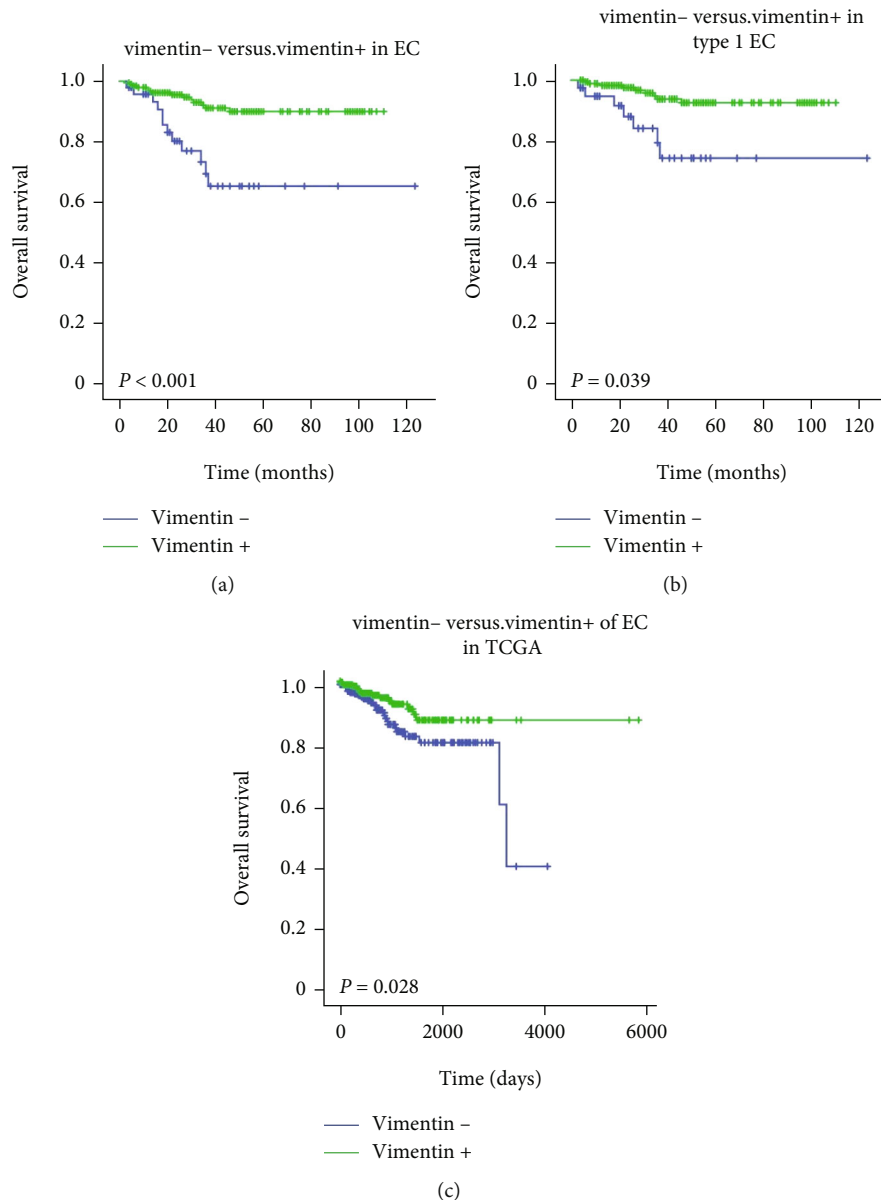 vimentin– versus.vimentin+ in EC
1.0
0.8
0.6
0.4
0.2
0
Overall survival
P < 0.001
0 20 40 60 80 100 120
Time (months)
Vimentin –
Vimentin +
(a)
vimentin– versus.vimentin+ in
type 1 EC
1.0
0.8
0.6
0.4
0.2
0
Overall survival
P = 0.039
0 20 40 60 80 100 120
Time (months)
Vimentin –
Vimentin +
(b)
vimentin– versus.vimentin+ of EC
in TCGA
1.0
0.8
0.6
0.4
0.2
0
Overall survival
P = 0.028
0 2000 4000 6000
Time (days)
Vimentin –
Vimentin +
(c)